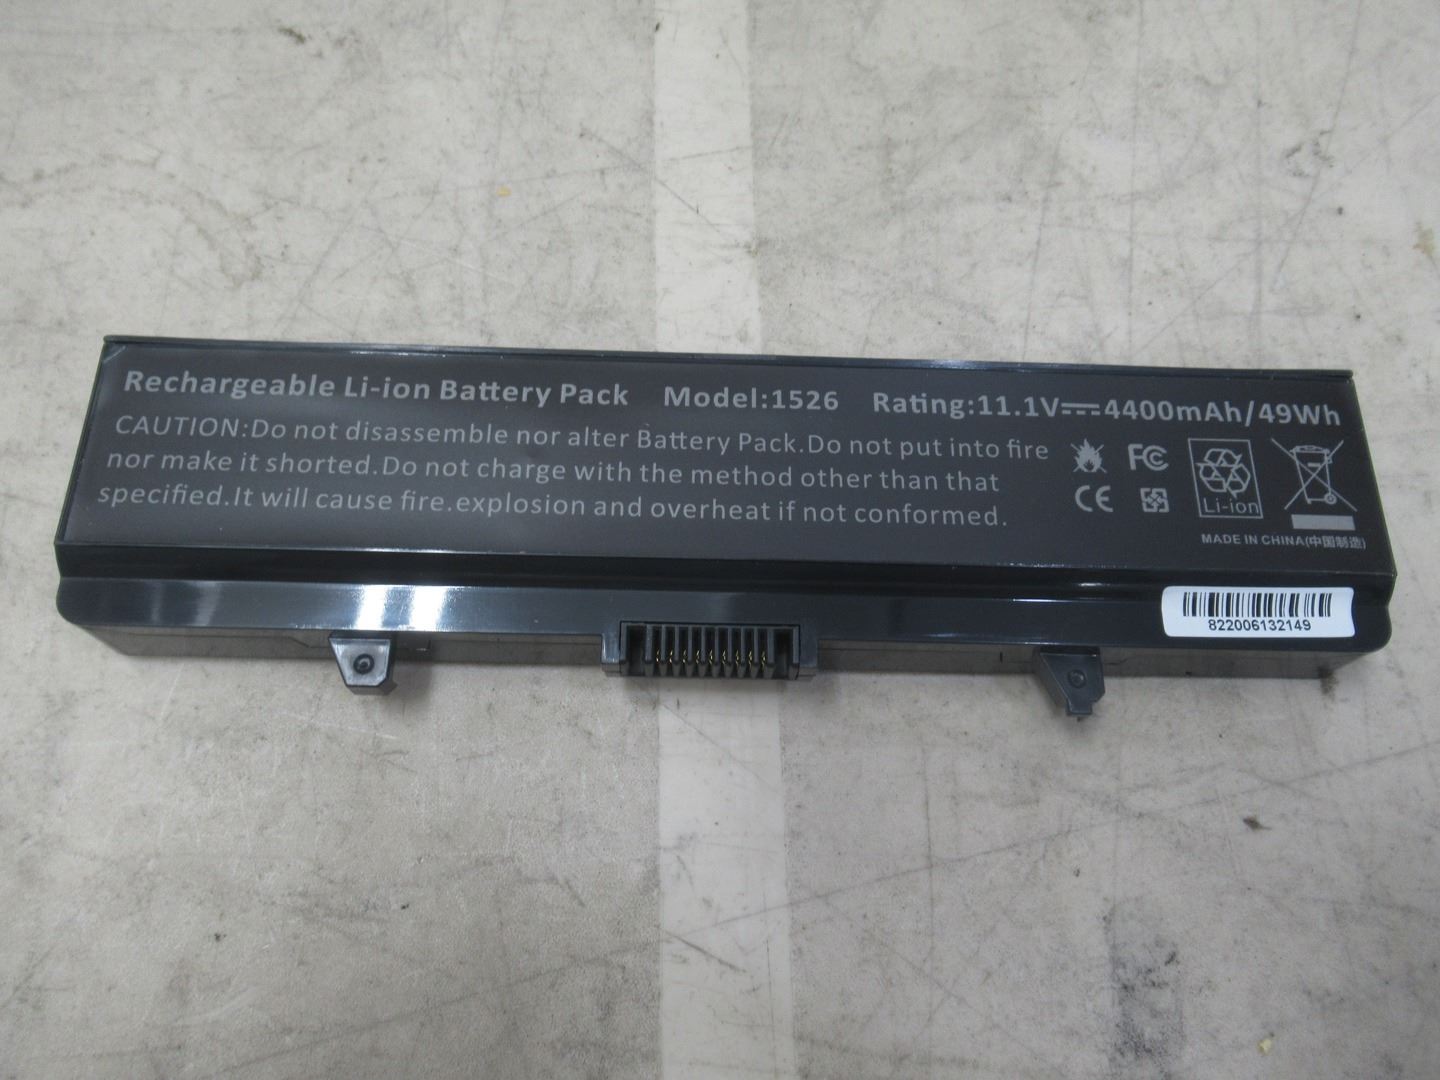 Rechargeable Li-ion Battery Pack Model:1526 Rating:11.1V⎓4400mAh/49Wh
CAUTION:Do not disassemble nor alter Battery Pack.Do not put into fire
nor make it shorted.Do not charge with the method other than that
specified.It will cause fire.explosion and overheat if not conformed.
FC
CE
Li-ion
MADE IN CHINA(中国制造)
822006132149